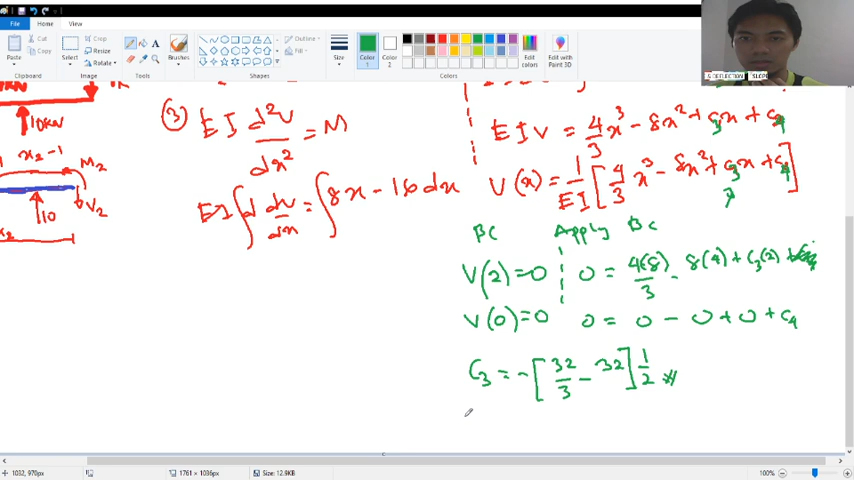 File Home View
Paste
Cut
Copy
Clipboard
Select
Crop
Resize
Rotate
Image
A
Tools
Brushes
Outline
Fill
Shapes
Size
Color 1
Color 2
Colors
Edit colors
Edit with Paint 3D
DEFLECTION SLOPE
10kN
x₂-1
M₂
10
V₂
③ EI d²v/dx² = M
EI ∫ d dv/dx = ∫ 8x - 16 dx
EIV = 4/3 x³ - 8x² + C₃x + C₄
V(x) = 1/EI [4/3 x³ - 8x² + C₃x + C₄]
BC Apply BC
V(2)=0 0 = 4(8)/3 - 8(4) + C₃(2)
V(0)=0 0 = 0 - 0 + 0 + C₄
C₃ = -[32/3 - 32] 1/2 #
1032, 970px 1761 × 1036px Size: 12.9KB 100%